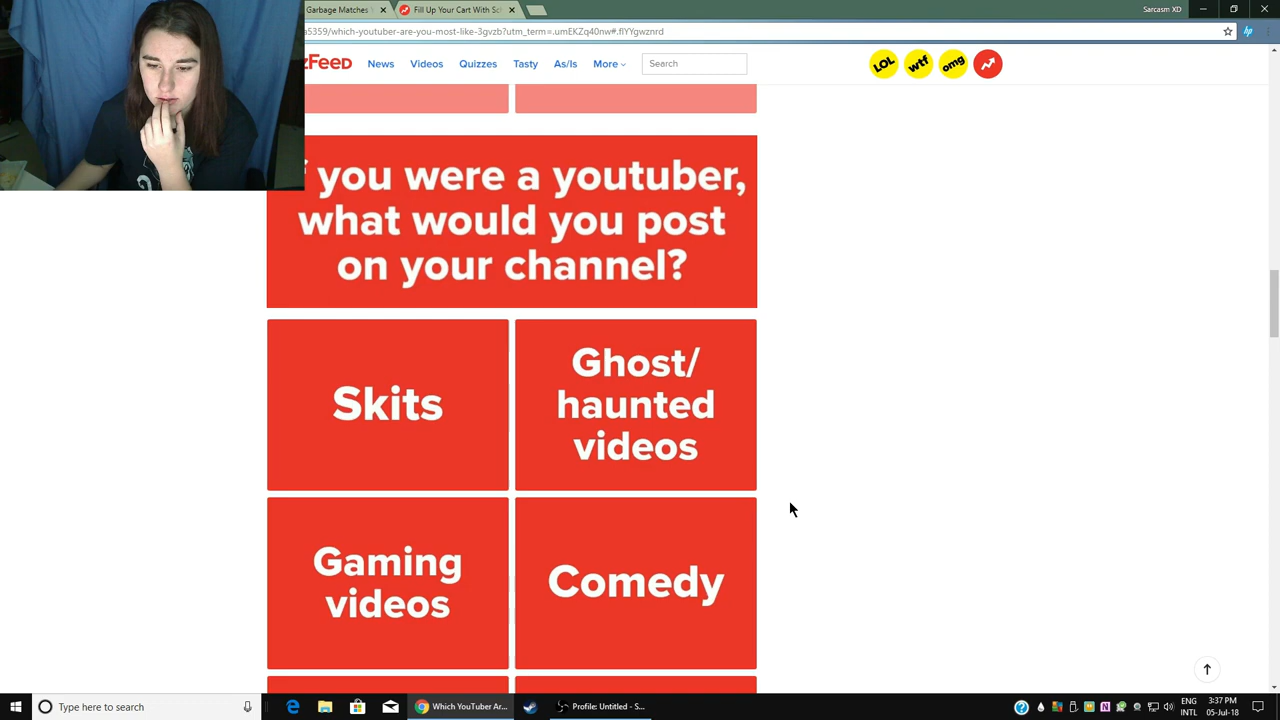 Garbage Matches
Fill Up Your Cart With Sc
Sarcasm XD
5359/which-youtuber-are-you-most-like-3gvzb?utm_term=.umEKZq40nw#.flYYgwznrd
zFeed
News
Videos
Quizzes
Tasty
As/Is
More
Search
LOL
wtf
omg
you were a youtuber,
what would you post
on your channel?
Skits
Ghost/
haunted
videos
Gaming
videos
Comedy
Type here to search
Which YouTuber Ar...
Profile: Untitled - S...
ENG
INTL
3:37 PM
05-Jul-18